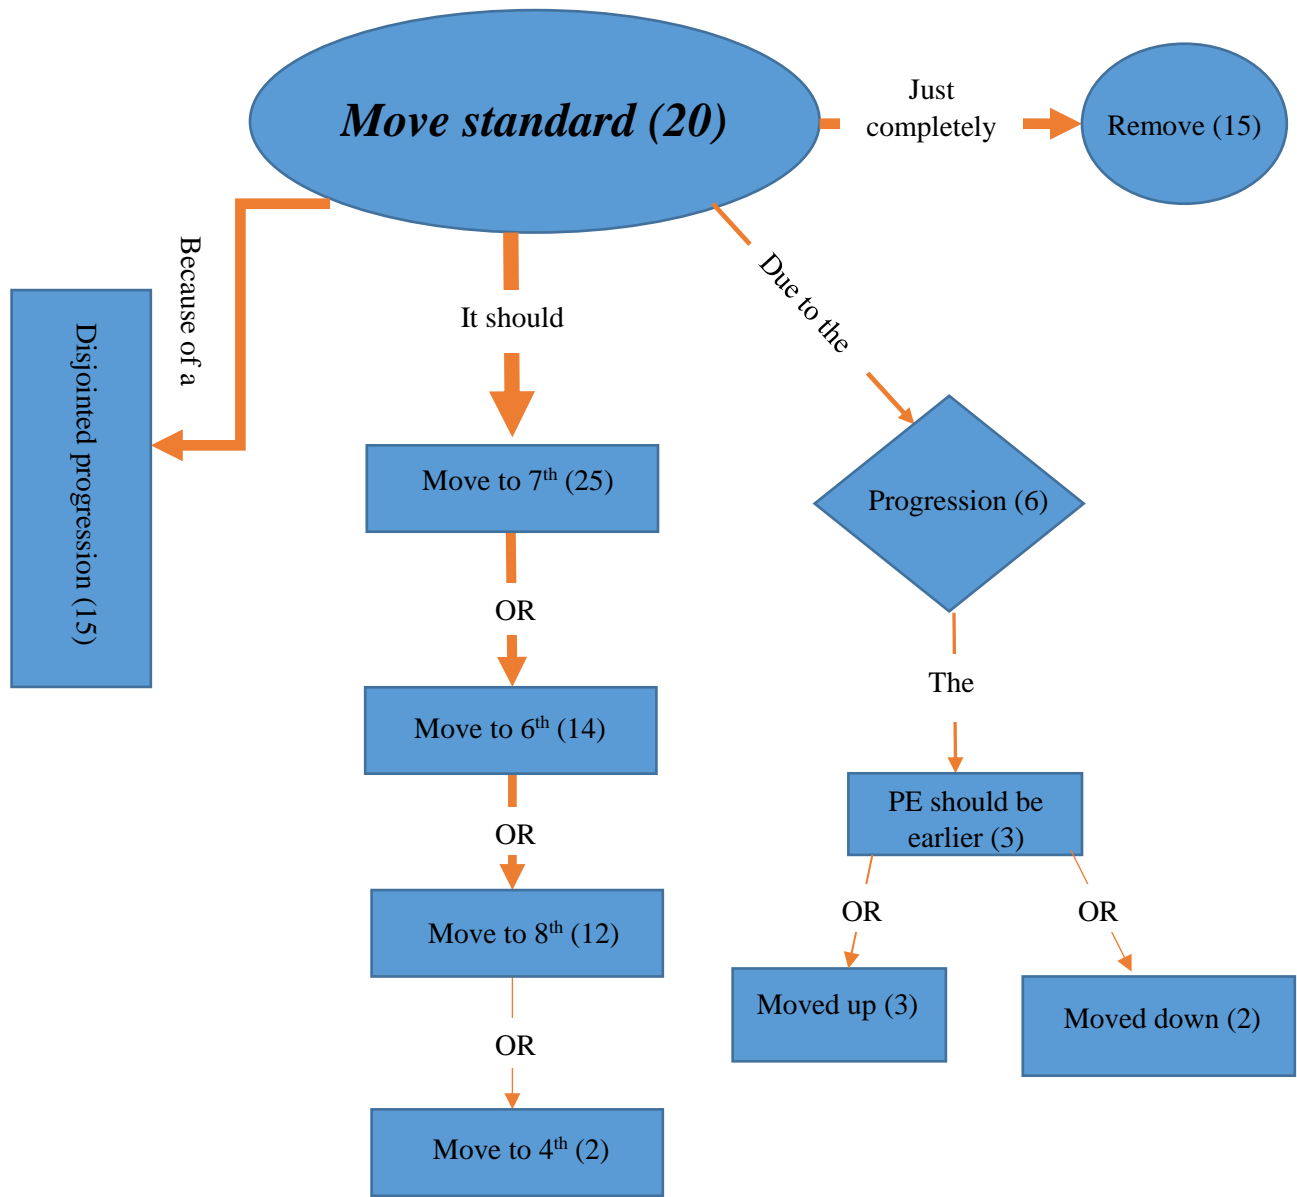 Move standard (20)
Just
completely
Remove (15)
Because of a
Disjointed progression (15)
It should
Due to the
Move to 7th (25)
Progression (6)
OR
The
Move to 6th (14)
PE should be
earlier (3)
OR
OR
OR
Move to 8th (12)
Moved up (3)
Moved down (2)
OR
Move to 4th (2)